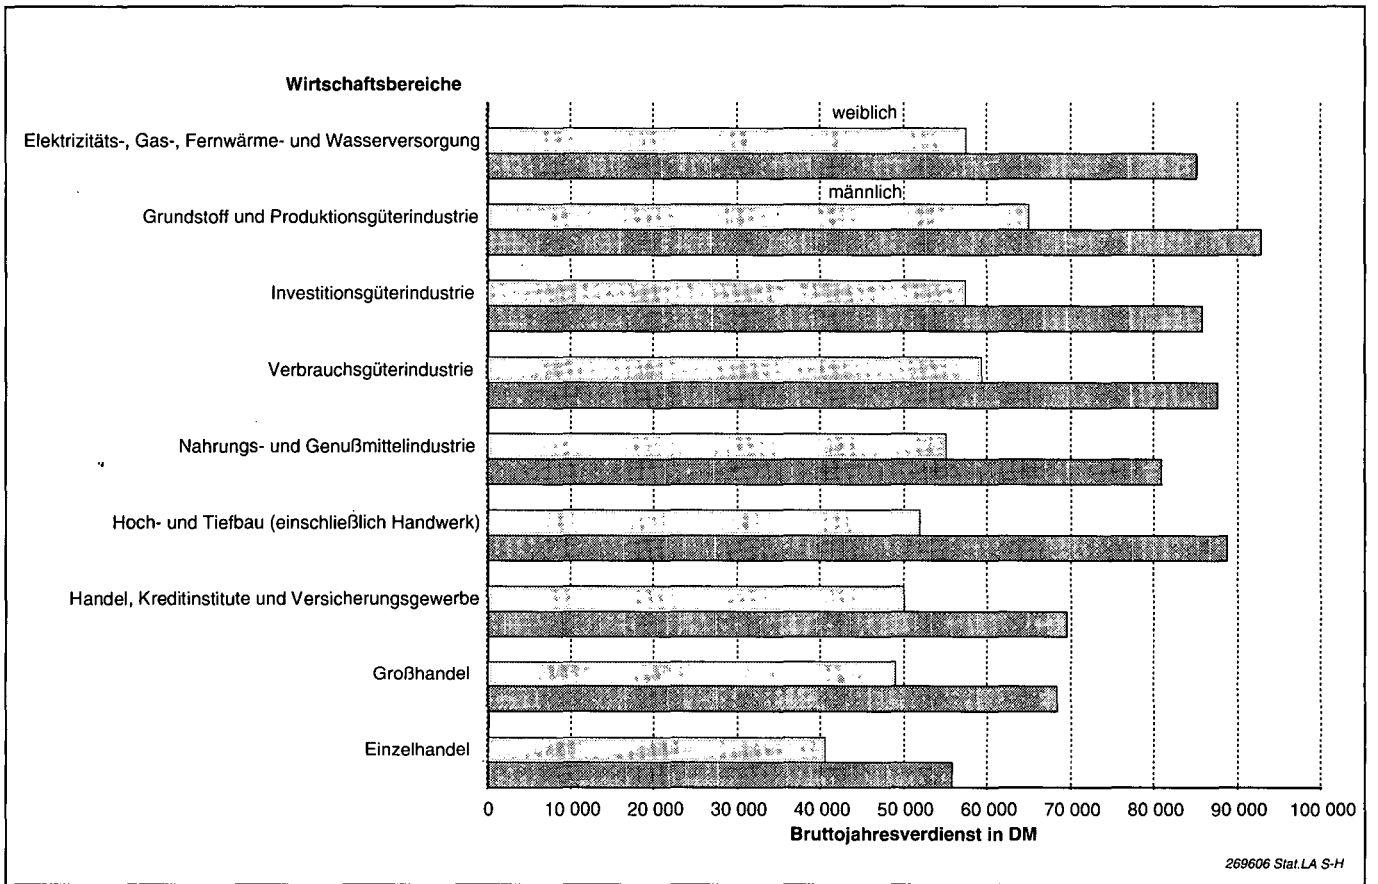 Wirtschaftsbereiche
weiblich
Elektrizitäts-, Gas-, Fernwärme- und Wasserversorgung
männlich
Grundstoff und Produktionsgüterindustrie
Investitionsgüterindustrie
Verbrauchsgüterindustrie
Nahrungs- und Genußmittelindustrie
Hoch- und Tiefbau (einschließlich Handwerk)
Handel, Kreditinstitute und Versicherungsgewerbe
Großhandel
Einzelhandel
0 10 000 20 000 30 000 40 000 50 000 60 000 70 000 80 000 90 000 100 000
Bruttojahresverdienst in DM
269606 Stat.LA S-H